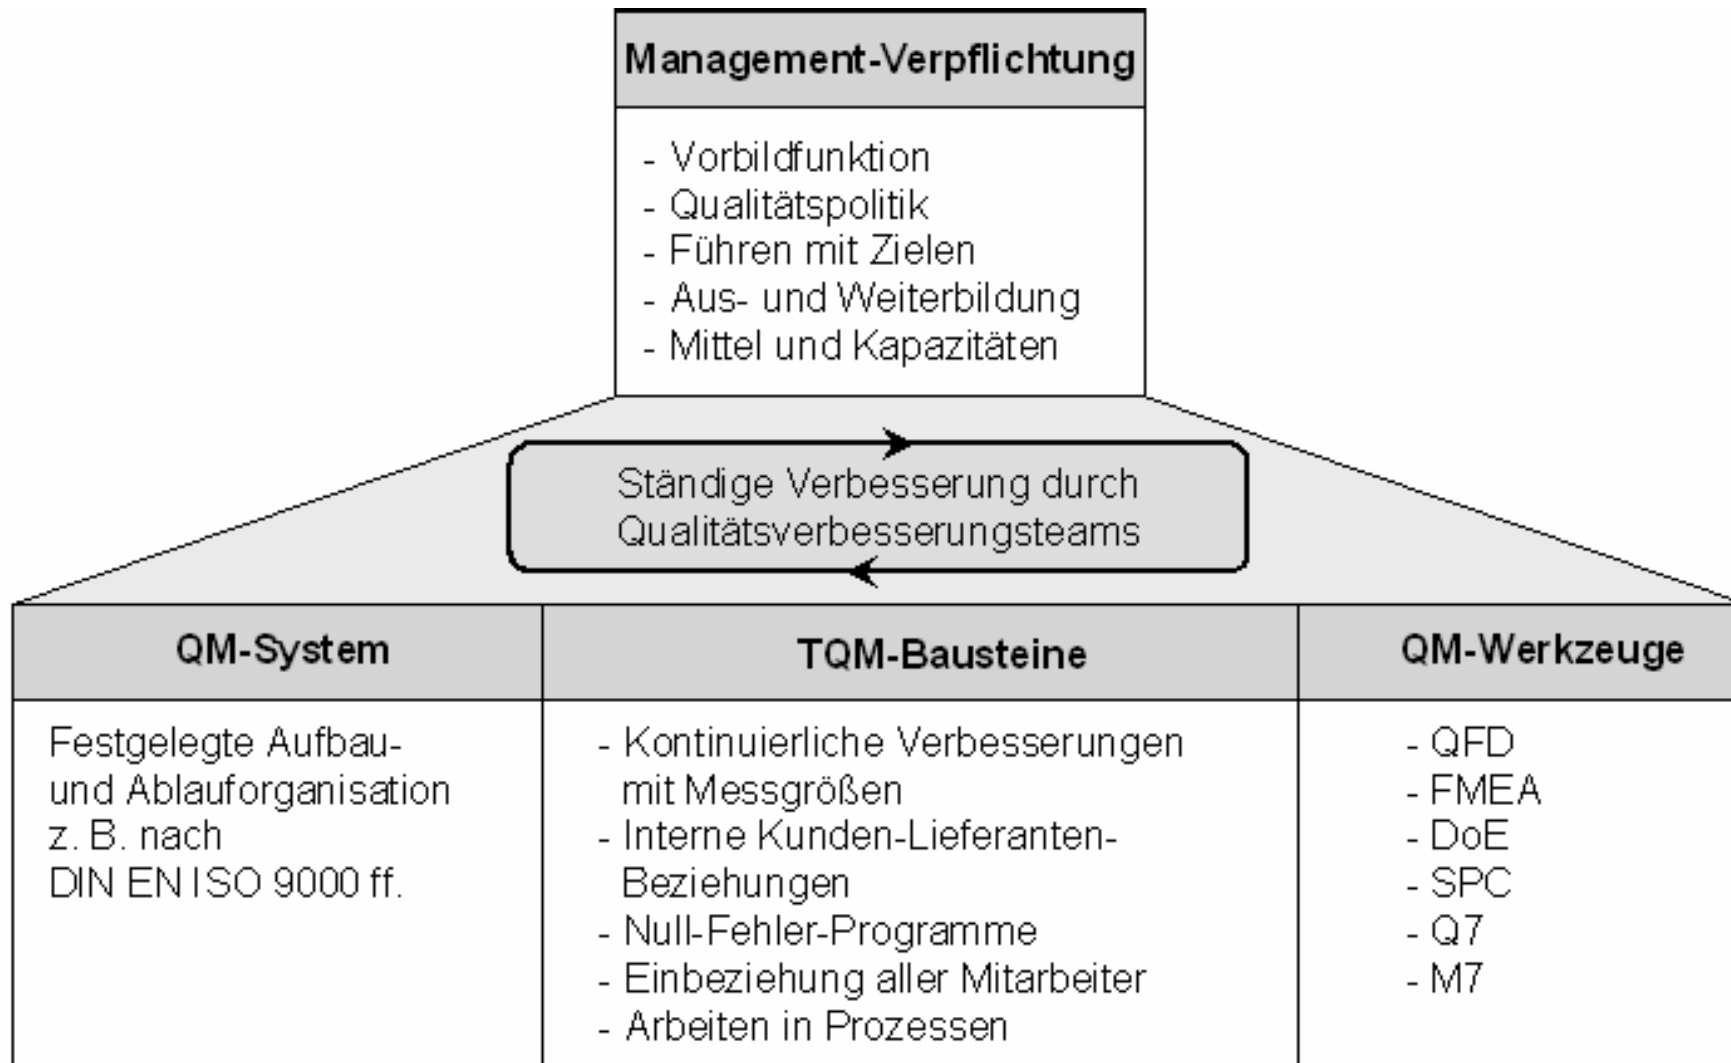 Management-Verpflichtung
- Vorbildfunktion
- Qualitätspolitik
- Führen mit Zielen
- Aus- und Weiterbildung
- Mittel und Kapazitäten
Ständige Verbesserung durch
Qualitätsverbesserungsteams
QM-System
Festgelegte Aufbau-
und Ablauforganisation
z. B. nach
DIN EN ISO 9000 ff.
TQM-Bausteine
- Kontinuierliche Verbesserungen
mit Messgrößen
- Interne Kunden-Lieferanten-
Beziehungen
- Null-Fehler-Programme
- Einbeziehung aller Mitarbeiter
- Arbeiten in Prozessen
QM-Werkzeuge
- QFD
- FMEA
- DoE
- SPC
- Q7
- M7